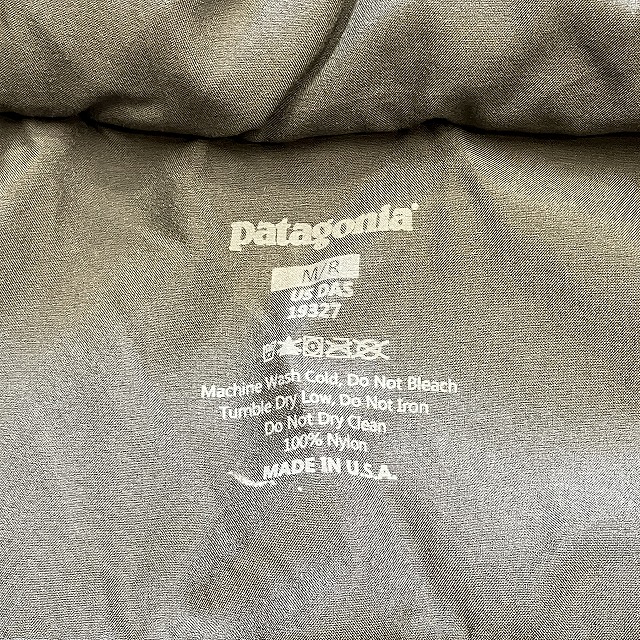 patagonia®
M/R
US DAS
19327
Machine Wash Cold, Do Not Bleach
Tumble Dry Low, Do Not Iron
Do Not Dry Clean
100% Nylon
MADE IN U.S.A.